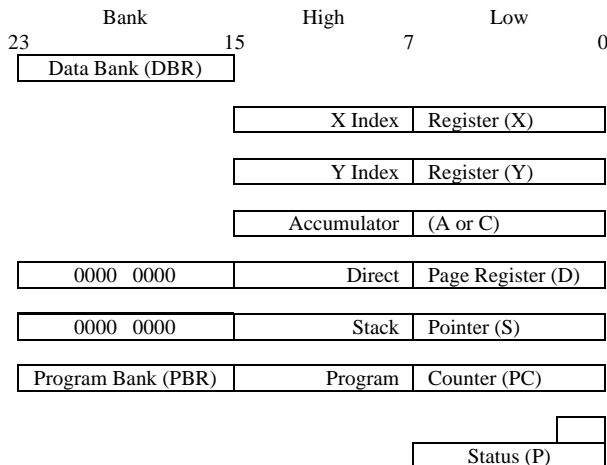 Bank High Low
23 15 7 0
Data Bank (DBR)
X Index Register (X)
Y Index Register (Y)
Accumulator (A or C)
0000 0000 Direct Page Register (D)
0000 0000 Stack Pointer (S)
Program Bank (PBR) Program Counter (PC)
Status (P)